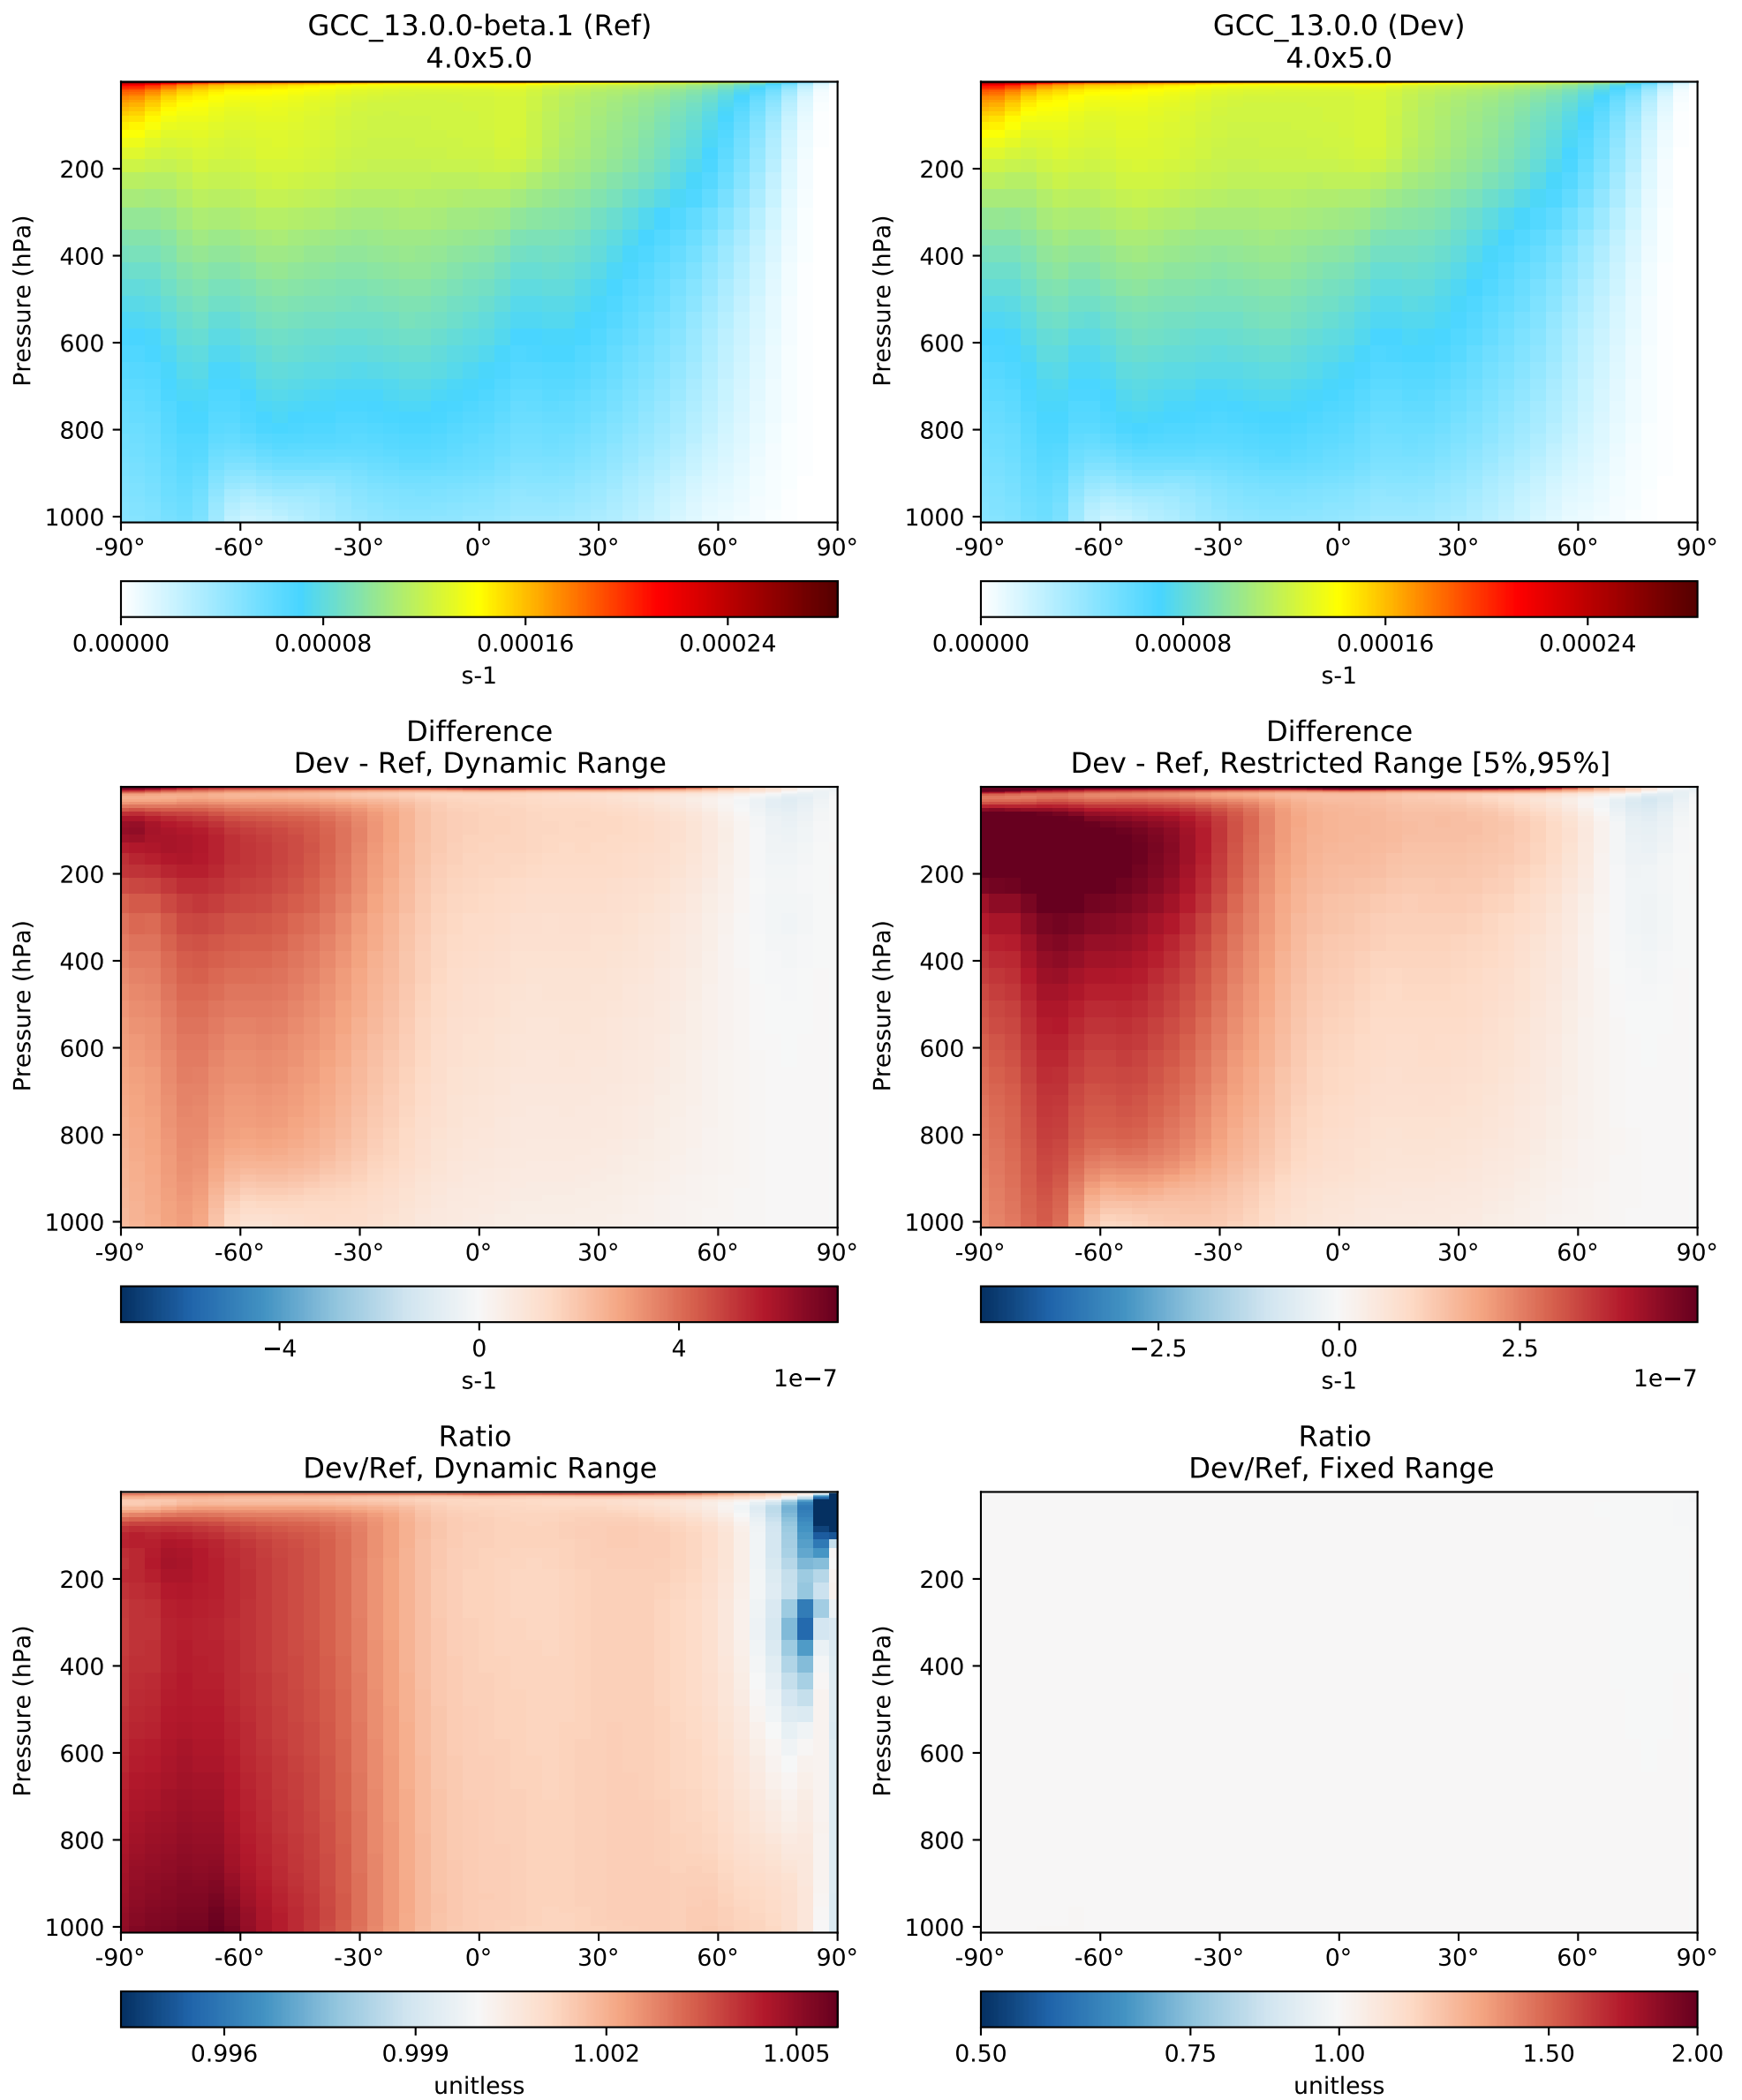 GCC_13.0.0-beta.1 (Ref)
4.0x5.0
Pressure (hPa)
200
400
600
800
1000
-90° -60° -30° 0° 30° 60° 90°
0.00000 0.00008 0.00016 0.00024
s-1
GCC_13.0.0 (Dev)
4.0x5.0
Pressure (hPa)
200
400
600
800
1000
-90° -60° -30° 0° 30° 60° 90°
0.00000 0.00008 0.00016 0.00024
s-1
Difference
Dev - Ref, Dynamic Range
Pressure (hPa)
200
400
600
800
1000
-90° -60° -30° 0° 30° 60° 90°
−4 0 4
s-1 1e−7
Difference
Dev - Ref, Restricted Range [5%,95%]
Pressure (hPa)
200
400
600
800
1000
-90° -60° -30° 0° 30° 60° 90°
−2.5 0.0 2.5
s-1 1e−7
Ratio
Dev/Ref, Dynamic Range
Pressure (hPa)
200
400
600
800
1000
-90° -60° -30° 0° 30° 60° 90°
0.996 0.999 1.002 1.005
unitless
Ratio
Dev/Ref, Fixed Range
Pressure (hPa)
200
400
600
800
1000
-90° -60° -30° 0° 30° 60° 90°
0.50 0.75 1.00 1.50 2.00
unitless